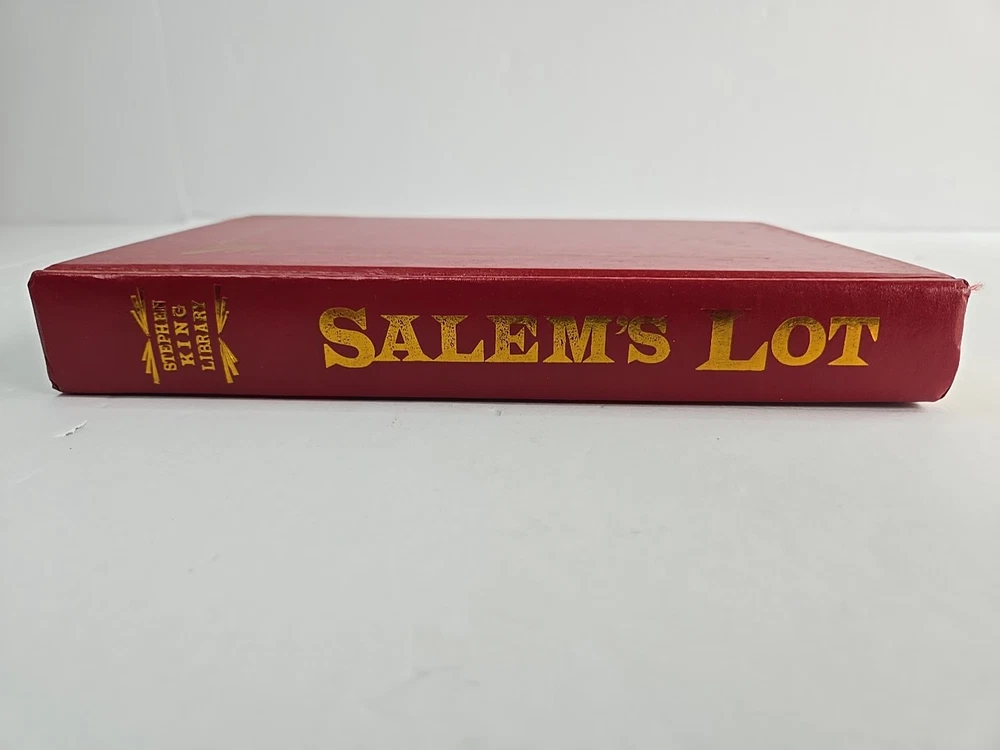 STEPHEN
KING
LIBRARY
SALEM'S LOT